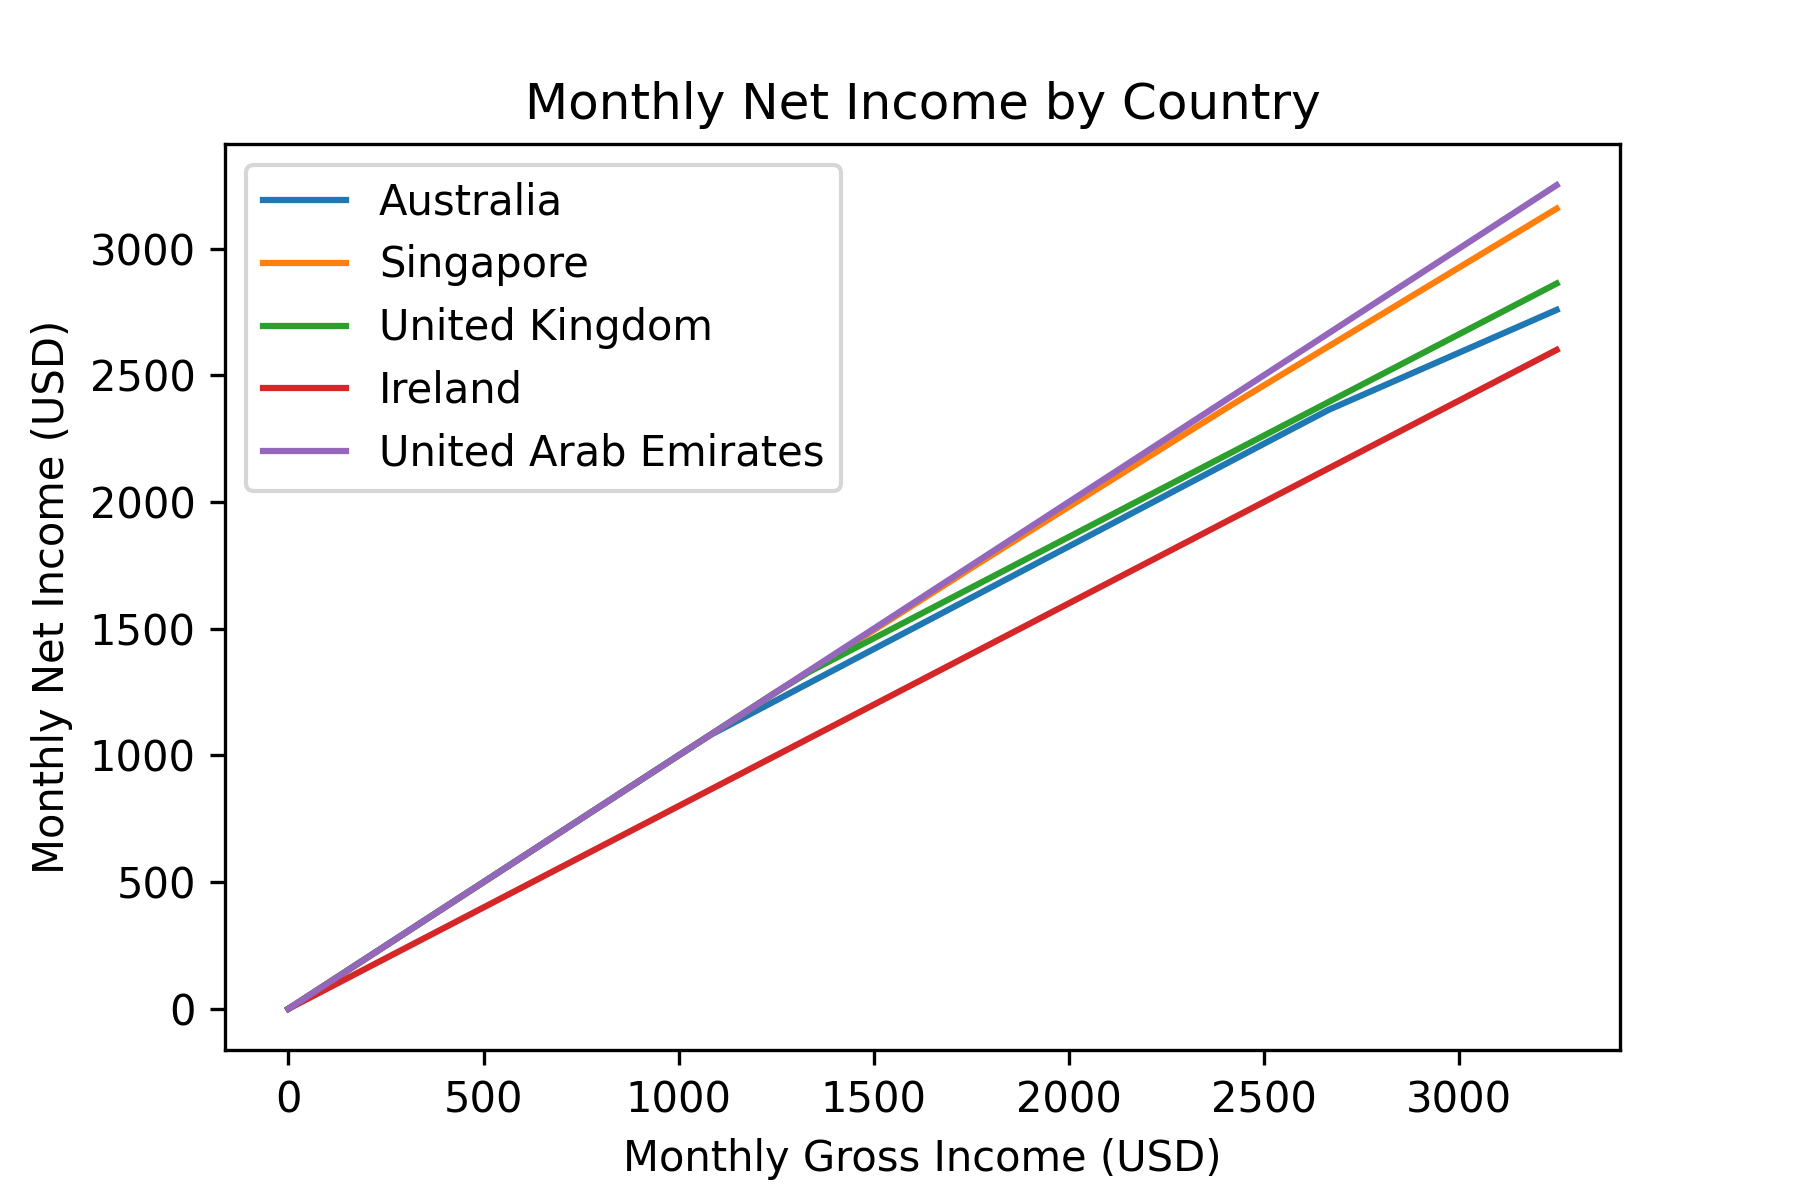 Monthly Net Income by Country
Australia
Singapore
United Kingdom
Ireland
United Arab Emirates
Monthly Net Income (USD)
3000
2500
2000
1500
1000
500
0
0 500 1000 1500 2000 2500 3000
Monthly Gross Income (USD)